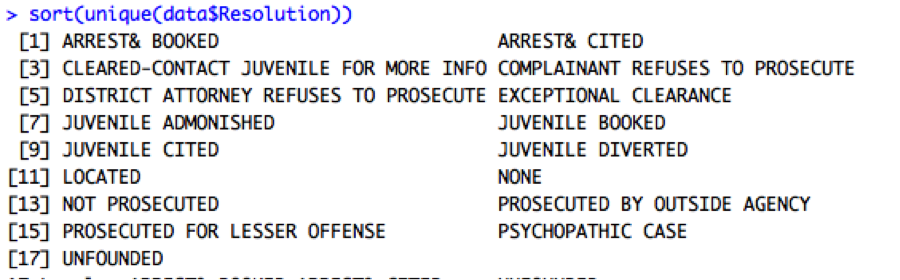 > sort(unique(data$Resolution))
[1] ARREST& BOOKED ARREST& CITED
[3] CLEARED-CONTACT JUVENILE FOR MORE INFO COMPLAINANT REFUSES TO PROSECUTE
[5] DISTRICT ATTORNEY REFUSES TO PROSECUTE EXCEPTIONAL CLEARANCE
[7] JUVENILE ADMONISHED JUVENILE BOOKED
[9] JUVENILE CITED JUVENILE DIVERTED
[11] LOCATED NONE
[13] NOT PROSECUTED PROSECUTED BY OUTSIDE AGENCY
[15] PROSECUTED FOR LESSER OFFENSE PSYCHOPATHIC CASE
[17] UNFOUNDED